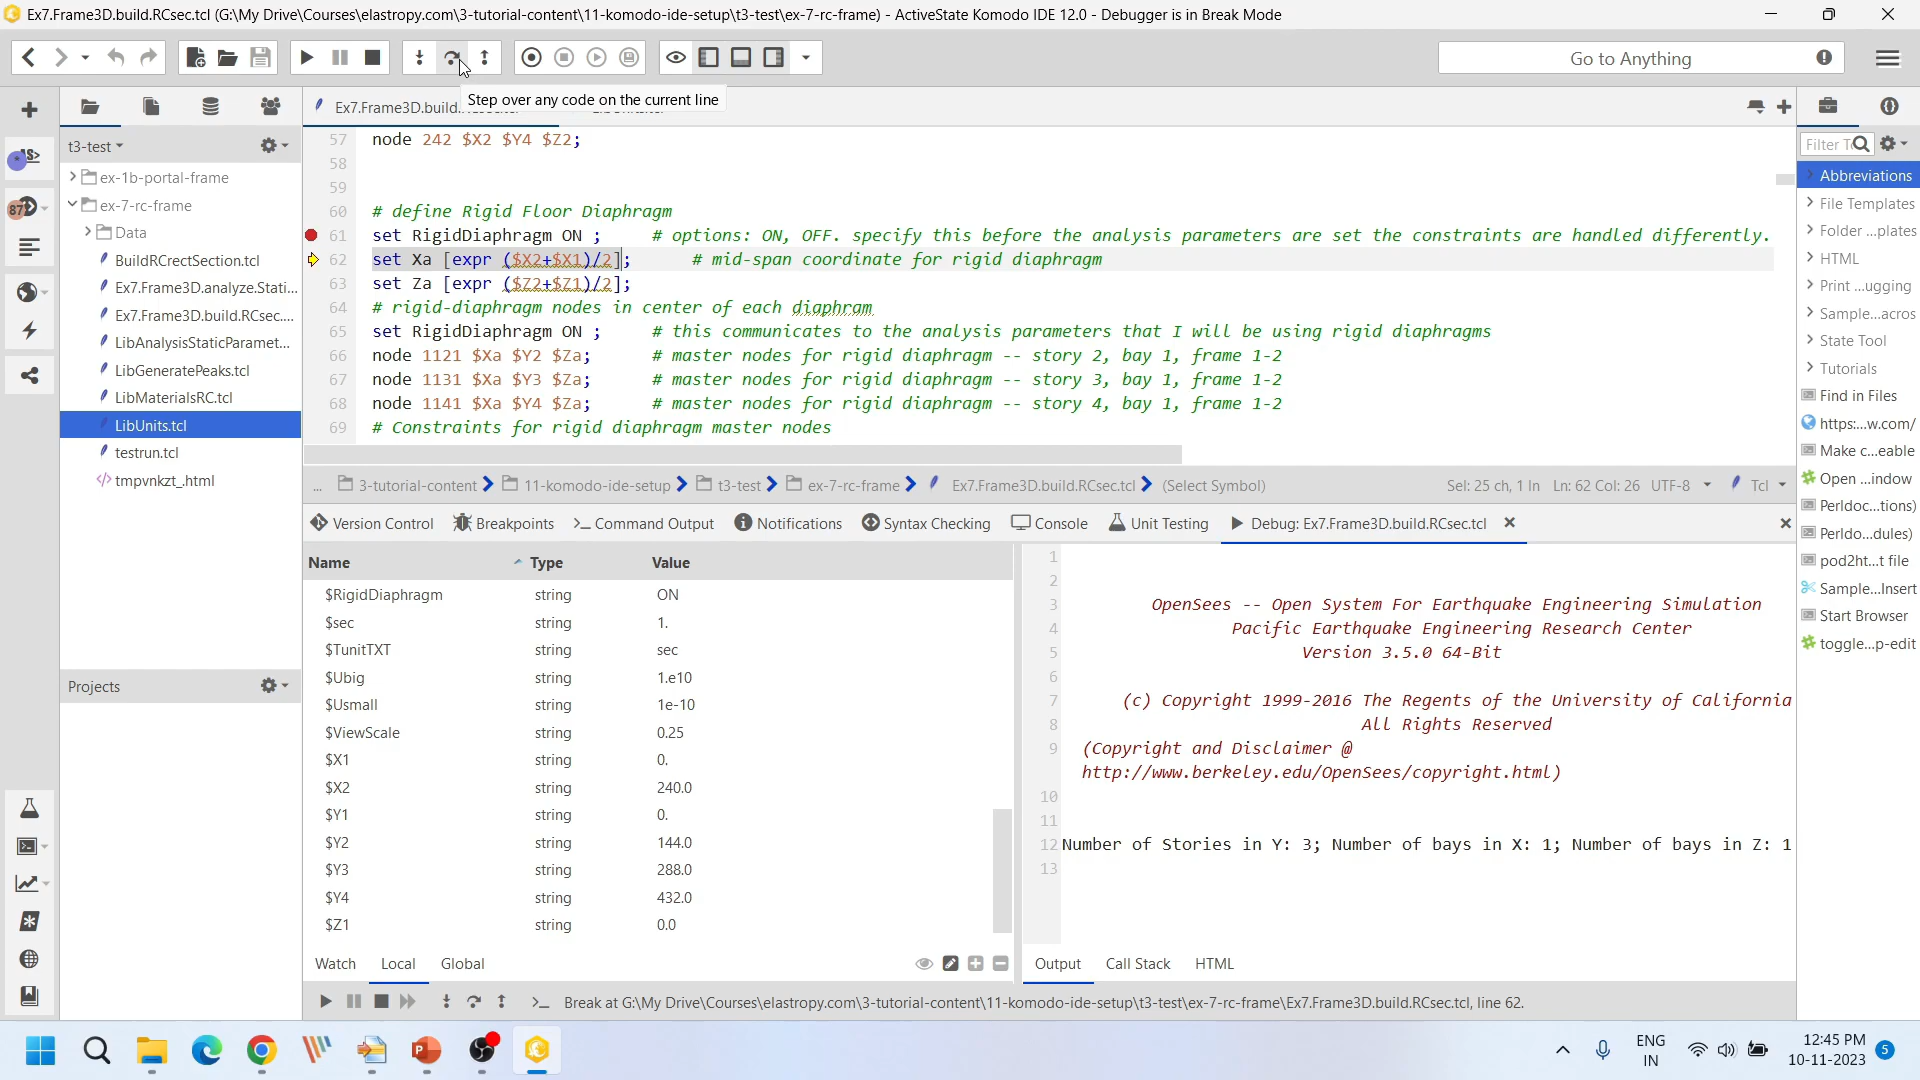 Ex7.Frame3D.build.RCsec.tcl (G:\My Drive\Courses\elastropy.com\3-tutorial-content\11-komodo-ide-setup\t3-test\ex-7-rc-frame) - ActiveState Komodo IDE 12.0 - Debugger is in Break Mode
Go to Anything
Step over any code on the current line
Ex7.Frame3D.build.
t3-test
Filter T
ex-1b-portal-frame
ex-7-rc-frame
Data
BuildRCrectSection.tcl
Ex7.Frame3D.analyze.Stati...
Ex7.Frame3D.build.RCsec....
LibAnalysisStaticParamet...
LibGeneratePeaks.tcl
LibMaterialsRC.tcl
LibUnits.tcl
testrun.tcl
tmpvnkzt_.html
Projects
87
57 node 242 $X2 $Y4 $Z2;
58
59
60 # define Rigid Floor Diaphragm
61 set RigidDiaphragm ON ; # options: ON, OFF. specify this before the analysis parameters are set the constraints are handled differently.
62 set Xa [expr ($X2+$X1)/2]; # mid-span coordinate for rigid diaphragm
63 set Za [expr ($Z2+$Z1)/2];
64 # rigid-diaphragm nodes in center of each diaphram
65 set RigidDiaphragm ON ; # this communicates to the analysis parameters that I will be using rigid diaphragms
66 node 1121 $Xa $Y2 $Za; # master nodes for rigid diaphragm -- story 2, bay 1, frame 1-2
67 node 1131 $Xa $Y3 $Za; # master nodes for rigid diaphragm -- story 3, bay 1, frame 1-2
68 node 1141 $Xa $Y4 $Za; # master nodes for rigid diaphragm -- story 4, bay 1, frame 1-2
69 # Constraints for rigid diaphragm master nodes
... 3-tutorial-content 11-komodo-ide-setup t3-test ex-7-rc-frame Ex7.Frame3D.build.RCsec.tcl (Select Symbol) Sel: 25 ch, 1 ln Ln: 62 Col: 26 UTF-8 Tcl
Version Control Breakpoints Command Output Notifications Syntax Checking Console Unit Testing Debug: Ex7.Frame3D.build.RCsec.tcl
Name Type Value
$RigidDiaphragm string ON
$sec string 1.
$TunitTXT string sec
$Ubig string 1.e10
$Usmall string 1e-10
$ViewScale string 0.25
$X1 string 0.
$X2 string 240.0
$Y1 string 0.
$Y2 string 144.0
$Y3 string 288.0
$Y4 string 432.0
$Z1 string 0.0
Watch Local Global
1
2
3 OpenSees -- Open System For Earthquake Engineering Simulation
4 Pacific Earthquake Engineering Research Center
5 Version 3.5.0 64-Bit
6
7 (c) Copyright 1999-2016 The Regents of the University of California
8 All Rights Reserved
9 (Copyright and Disclaimer @
http://www.berkeley.edu/OpenSees/copyright.html)
10
11
12 Number of Stories in Y: 3; Number of bays in X: 1; Number of bays in Z: 1
13
Output Call Stack HTML
Break at G:\My Drive\Courses\elastropy.com\3-tutorial-content\11-komodo-ide-setup\t3-test\ex-7-rc-frame\Ex7.Frame3D.build.RCsec.tcl, line 62.
Abbreviations
File Templates
Folder ...plates
HTML
Print ...ugging
Sample...acros
State Tool
Tutorials
Find in Files
https:...w.com/
Make c...eable
Open ...indow
Perldoc...tions)
Perldo...dules)
pod2ht...t file
Sample...Insert
Start Browser
toggle...p-edit
ENG
IN
12:45 PM
10-11-2023
5